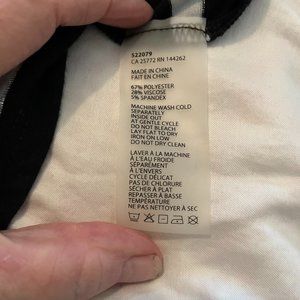 522079
CA 25772 RN 144262
MADE IN CHINA
FAIT EN CHINE
67% POLYESTER
28% VISCOSE
5% SPANDEX
MACHINE WASH COLD
SEPARATELY
INSIDE OUT
AT GENTLE CYCLE
DO NOT BLEACH
LAY FLAT TO DRY
IRON ON LOW
DO NOT DRY CLEAN
LAVER À LA MACHINE
À L'EAU FROIDE
SÉPARÉMENT
À L'ENVERS
CYCLE DÉLICAT
PAS DE CHLORURE
SÉCHER À PLAT
REPASSER À BASSE
TEMPÉRATURE
NE PAS NETTOYER À SEC